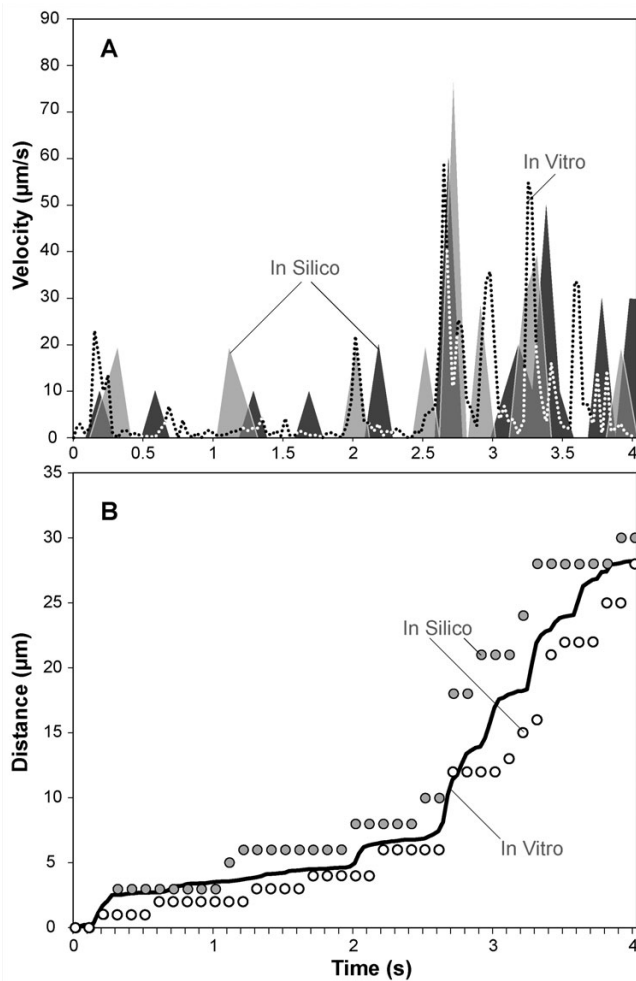 A
Velocity (µm/s)
90
80
70
60
50
40
30
20
10
0
In Vitro
In Silico
0 0.5 1 1.5 2 2.5 3 3.5 4
B
Distance (µm)
35
30
25
20
15
10
5
0
In Silico
In Vitro
0 1 2 3 4
Time (s)